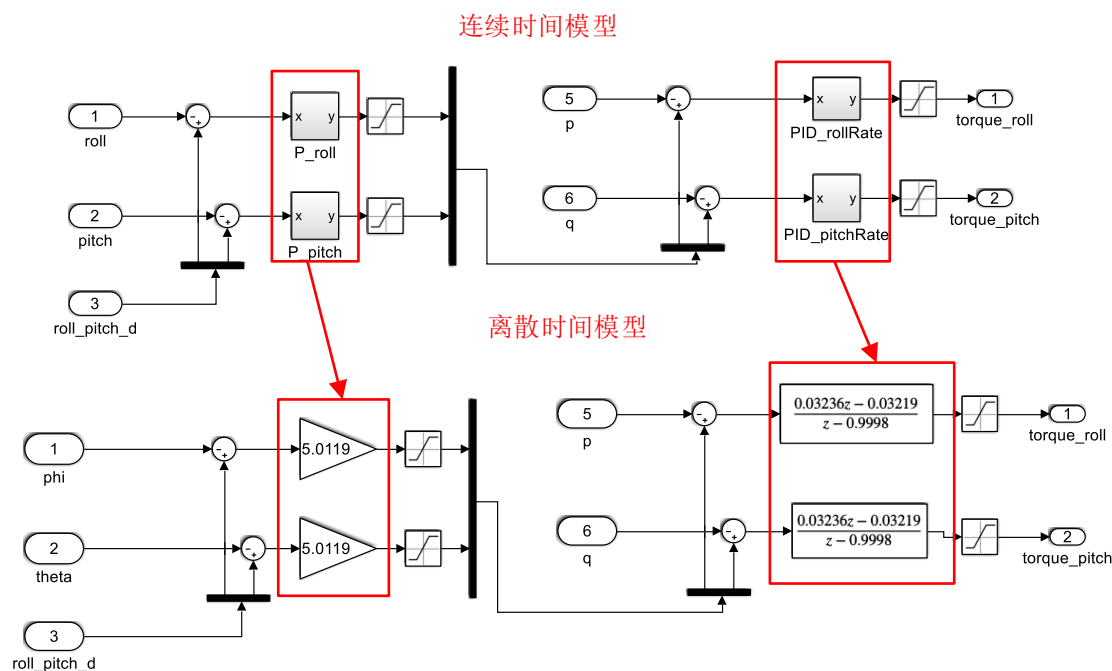 连续时间模型
1
roll
-
+
x y
P_roll
5
p
-
+
x y
PID_rollRate
1
torque_roll
2
pitch
-
+
x y
P_pitch
6
q
-
+
x y
PID_pitchRate
2
torque_pitch
3
roll_pitch_d
离散时间模型
1
phi
-
+
5.0119
5
p
-
+
0.03236z − 0.03219
z − 0.9998
1
torque_roll
2
theta
-
+
5.0119
6
q
-
+
0.03236z − 0.03219
z − 0.9998
2
torque_pitch
3
roll_pitch_d